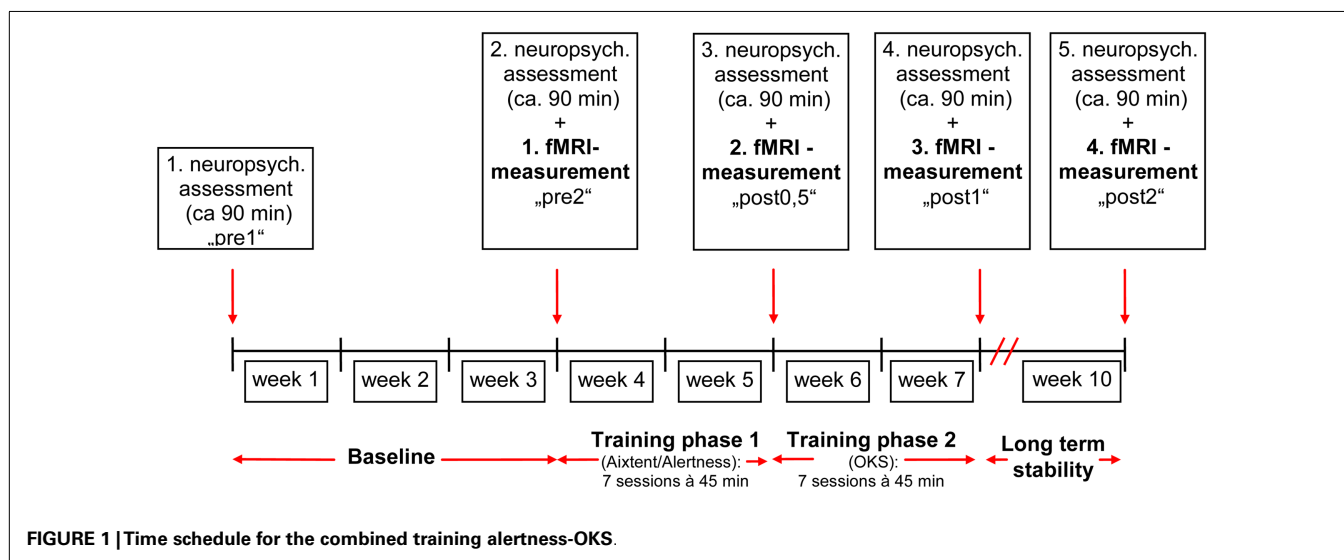 1. neuropsych.
assessment
(ca 90 min)
„pre1“
2. neuropsych.
assessment
(ca. 90 min)
+
1. fMRI-
measurement
„pre2“
3. neuropsych.
assessment
(ca. 90 min)
+
2. fMRI -
measurement
„post0,5“
4. neuropsych.
assessment
(ca. 90 min)
+
3. fMRI -
measurement
„post1“
5. neuropsych.
assessment
(ca. 90 min)
+
4. fMRI -
measurement
„post2“
week 1
week 2
week 3
week 4
week 5
week 6
week 7
week 10
Baseline
Training phase 1
(Aixtent/Alertness):
7 sessions à 45 min
Training phase 2
(OKS):
7 sessions à 45 min
Long term
stability
FIGURE 1 | Time schedule for the combined training alertness-OKS.